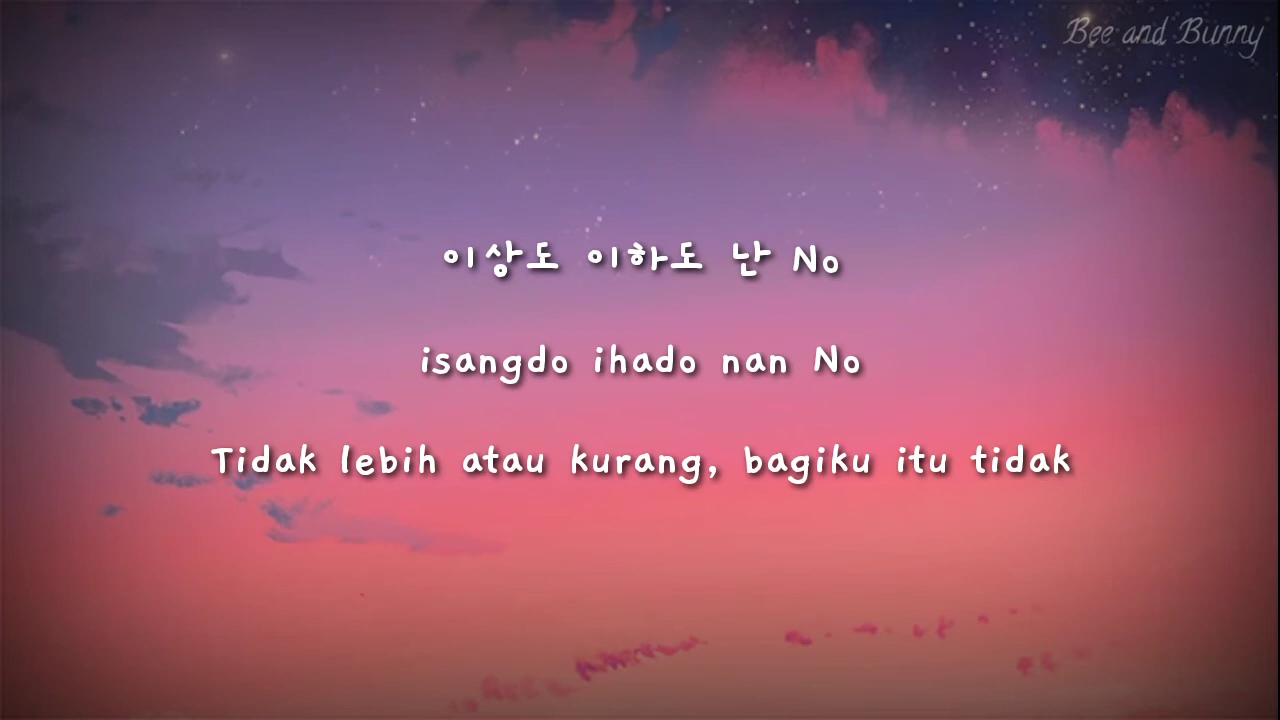 Bee and Bunny
이상도 이하도 난 No
isangdo ihado nan No
Tidak lebih atau kurang, bagiku itu tidak